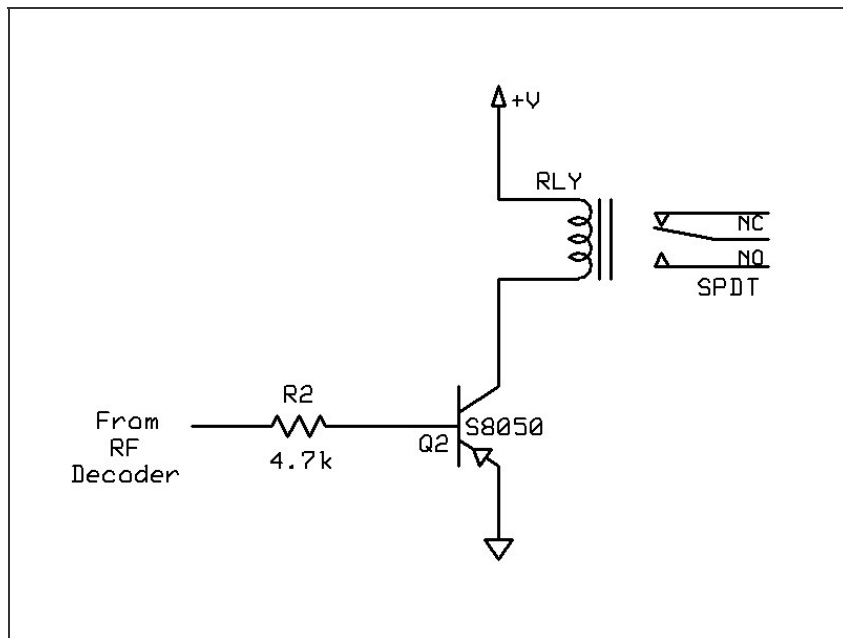 +V
RLY
NC
NO
SPDT
R2
4.7k
From
RF
Decoder
Q2
S8050